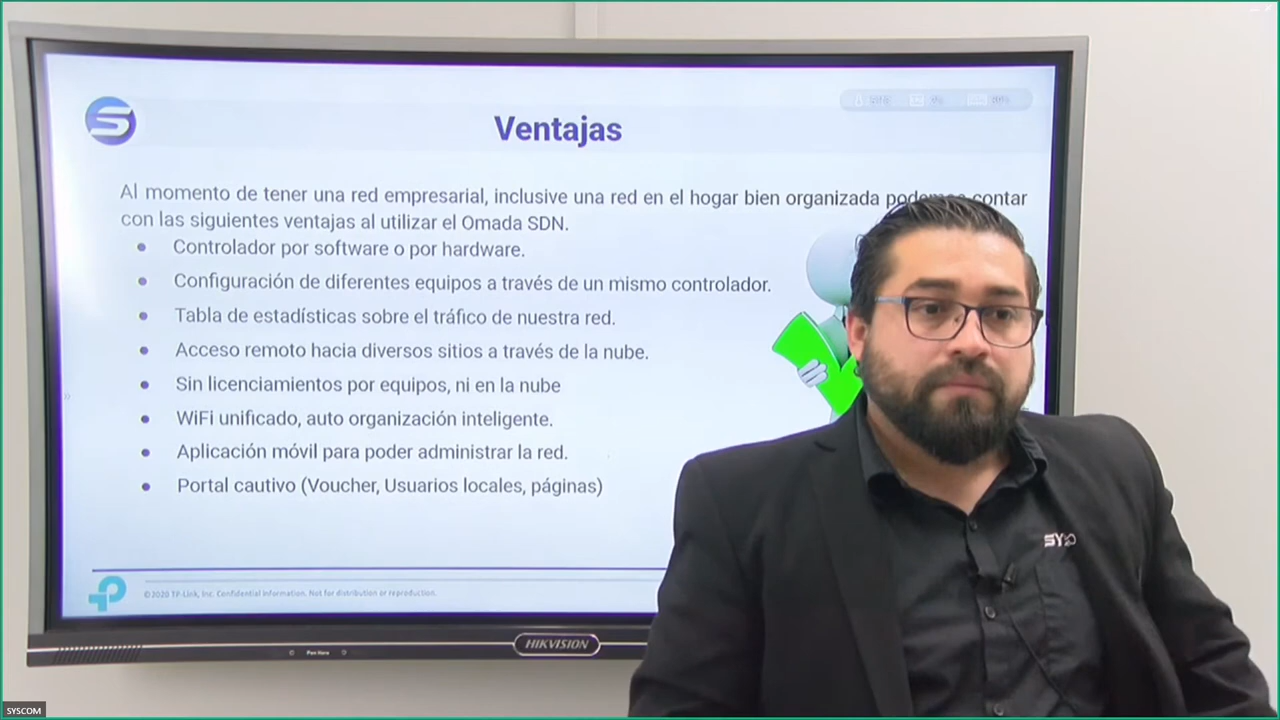 Ventajas
Al momento de tener una red empresarial, inclusive una red en el hogar bien organizada contar
con las siguientes ventajas al utilizar el Omada SDN.
● Controlador por software o por hardware.
● Configuración de diferentes equipos a través de un mismo controlador.
● Tabla de estadísticas sobre el tráfico de nuestra red.
● Acceso remoto hacia diversos sitios a través de la nube.
● Sin licenciamientos por equipos, ni en la nube
● WiFi unificado, auto organización inteligente.
● Aplicación móvil para poder administrar la red.
● Portal cautivo (Voucher, Usuarios locales, páginas)
©2020 TP-Link, Inc. Confidential Information. Not for distribution or reproduction.
HIKVISION
Pen Here
SYSCOM